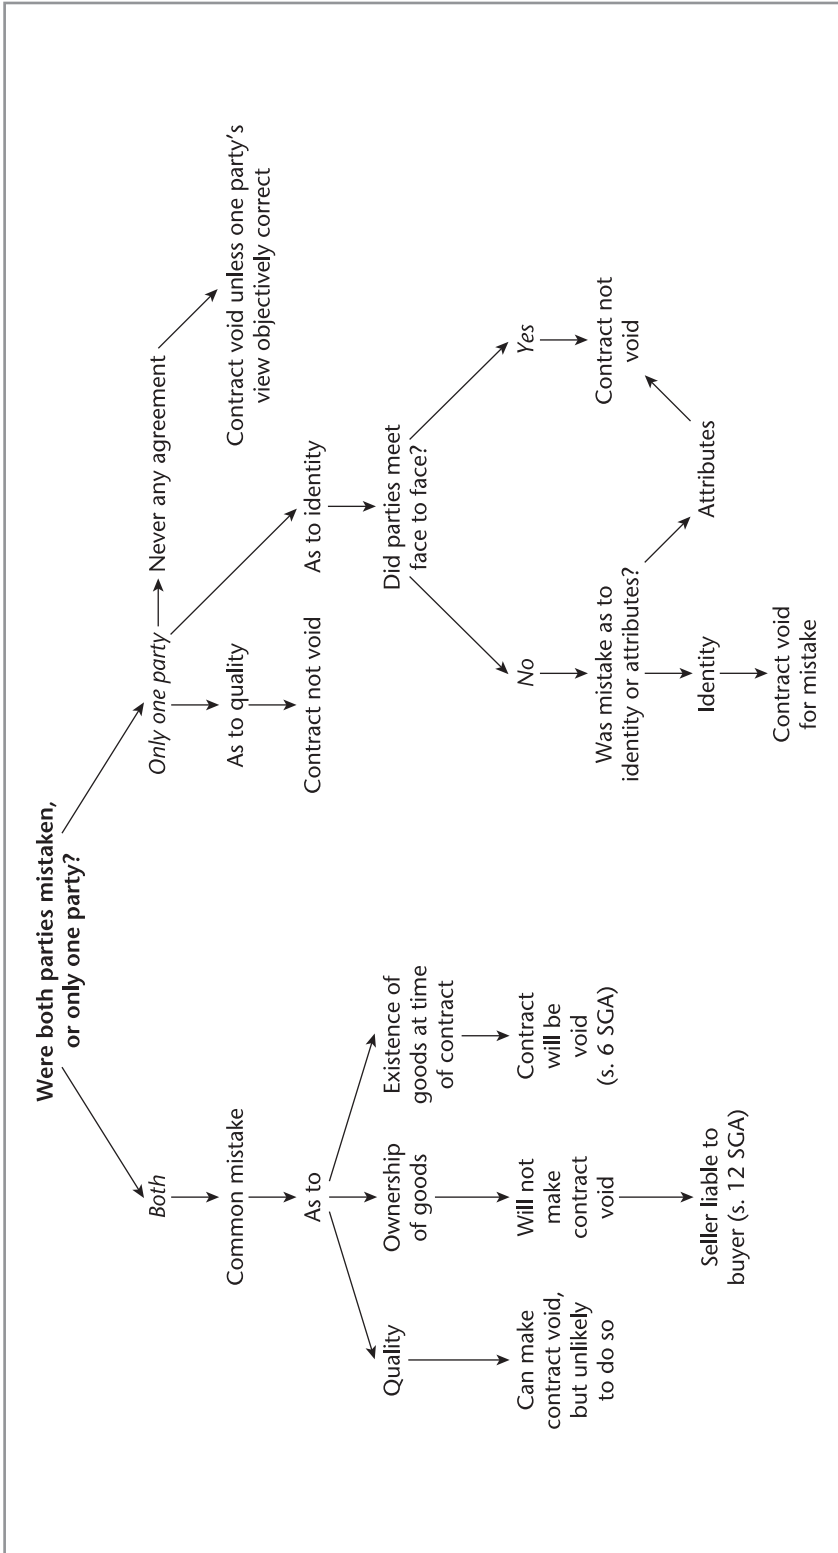 Were both parties mistaken,
or only one party?
Both
Only one party
Never any agreement
Common mistake
As to quality
Contract void unless one party’s
view objectively correct
As to
Contract not void
As to identity
Quality
Ownership
of goods
Existence of
goods at time
of contract
Did parties meet
face to face?
Can make
contract void,
but unlikely
to do so
Will not
make
contract
void
Contract
will be
void
(s. 6 SGA)
No
Yes
Was mistake as to
identity or attributes?
Contract not
void
Seller liable to
buyer (s. 12 SGA)
Identity
Attributes
Contract void
for mistake